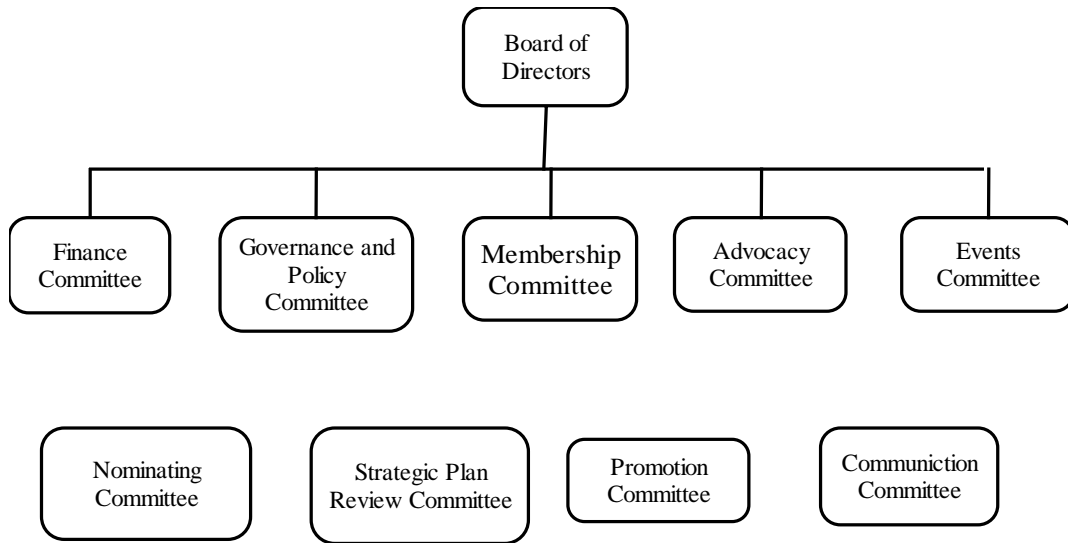 Board of
Directors
Finance
Committee
Governance and
Policy
Committee
Membership
Committee
Advocacy
Committee
Events
Committee
Nominating
Committee
Strategic Plan
Review Committee
Promotion
Committee
Communiction
Committee